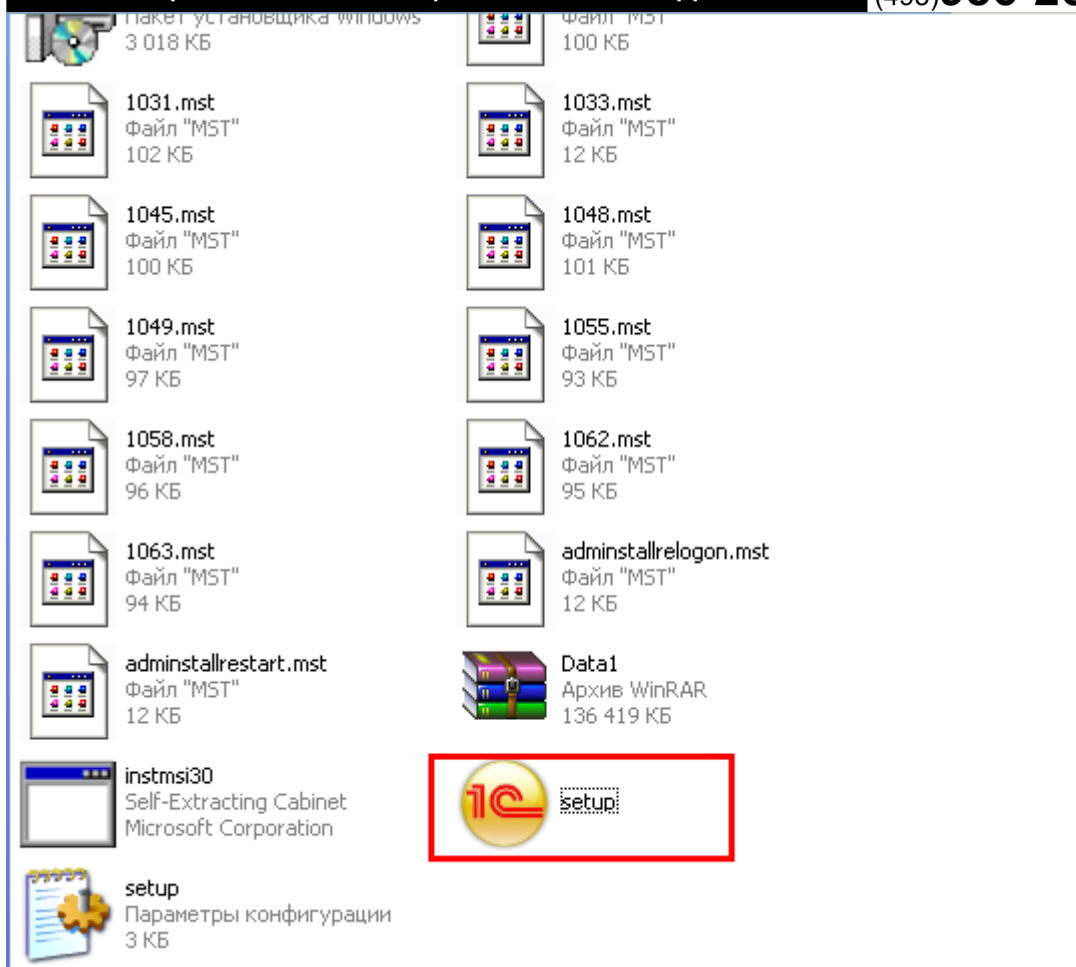 Пакет установщика Windows
3 018 КБ
Файл "MST"
100 КБ
1031.mst
Файл "MST"
102 КБ
1033.mst
Файл "MST"
12 КБ
1045.mst
Файл "MST"
100 КБ
1048.mst
Файл "MST"
101 КБ
1049.mst
Файл "MST"
97 КБ
1055.mst
Файл "MST"
93 КБ
1058.mst
Файл "MST"
96 КБ
1062.mst
Файл "MST"
95 КБ
1063.mst
Файл "MST"
94 КБ
adminstallrelogon.mst
Файл "MST"
12 КБ
adminstallrestart.mst
Файл "MST"
12 КБ
Data1
Архив WinRAR
136 419 КБ
instmsi30
Self-Extracting Cabinet
Microsoft Corporation
1С
setup
setup
Параметры конфигурации
3 КБ